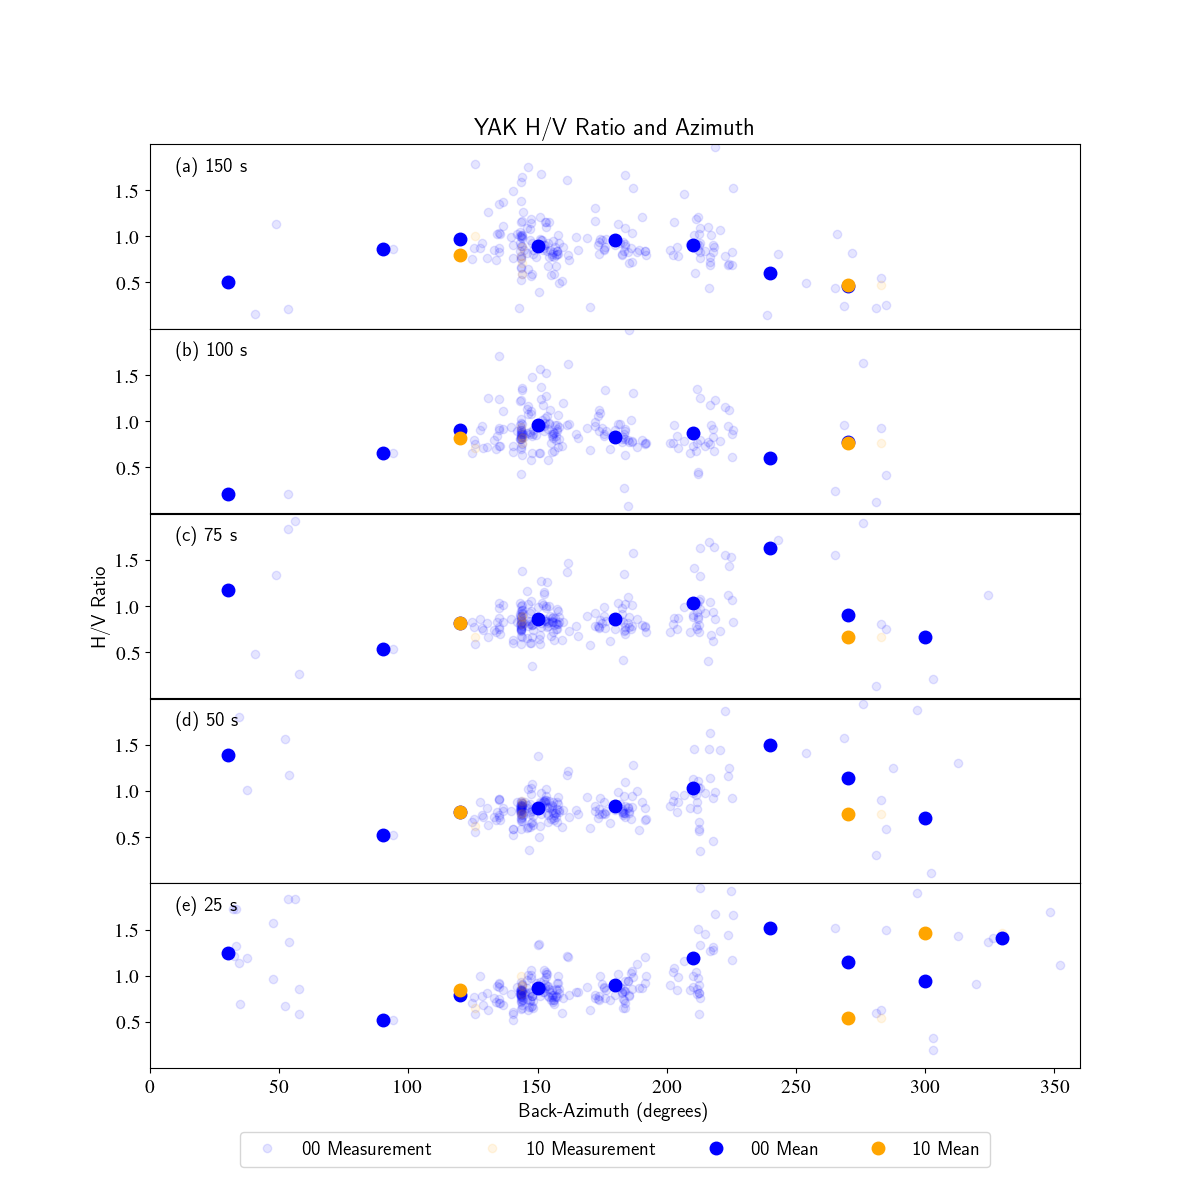 YAK H/V Ratio and Azimuth
(a) 150 s
1.5
1.0
0.5
(b) 100 s
1.5
1.0
0.5
(c) 75 s
1.5
1.0
0.5
H/V Ratio
(d) 50 s
1.5
1.0
0.5
(e) 25 s
1.5
1.0
0.5
0 50 100 150 200 250 300 350
Back-Azimuth (degrees)
00 Measurement 10 Measurement 00 Mean 10 Mean